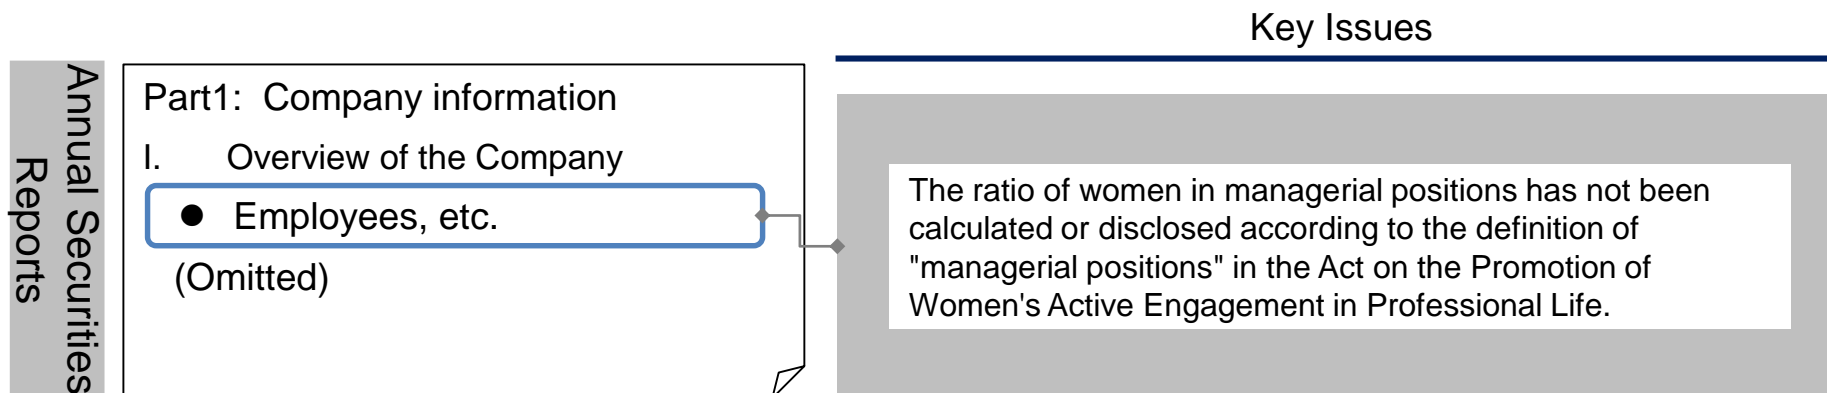 Key Issues
Annual Securities
Reports
Part1: Company information
I. Overview of the Company
● Employees, etc.
(Omitted)
The ratio of women in managerial positions has not been
calculated or disclosed according to the definition of
"managerial positions" in the Act on the Promotion of
Women's Active Engagement in Professional Life.